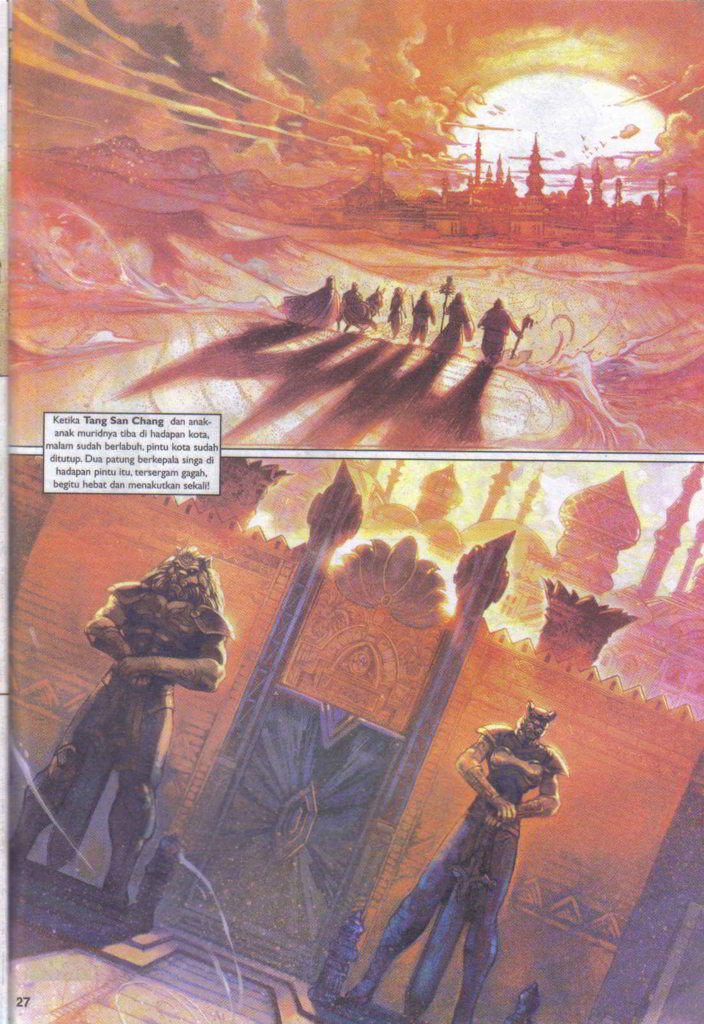 Ketika Tang San Chang dan anak-
anak muridnya tiba di hadapan kota,
malam sudah berlabuh, pintu kota sudah
ditutup. Dua patung berkepala singa di
hadapan pintu itu, tersergam gagah,
begitu hebat dan menakutkan sekali!
27